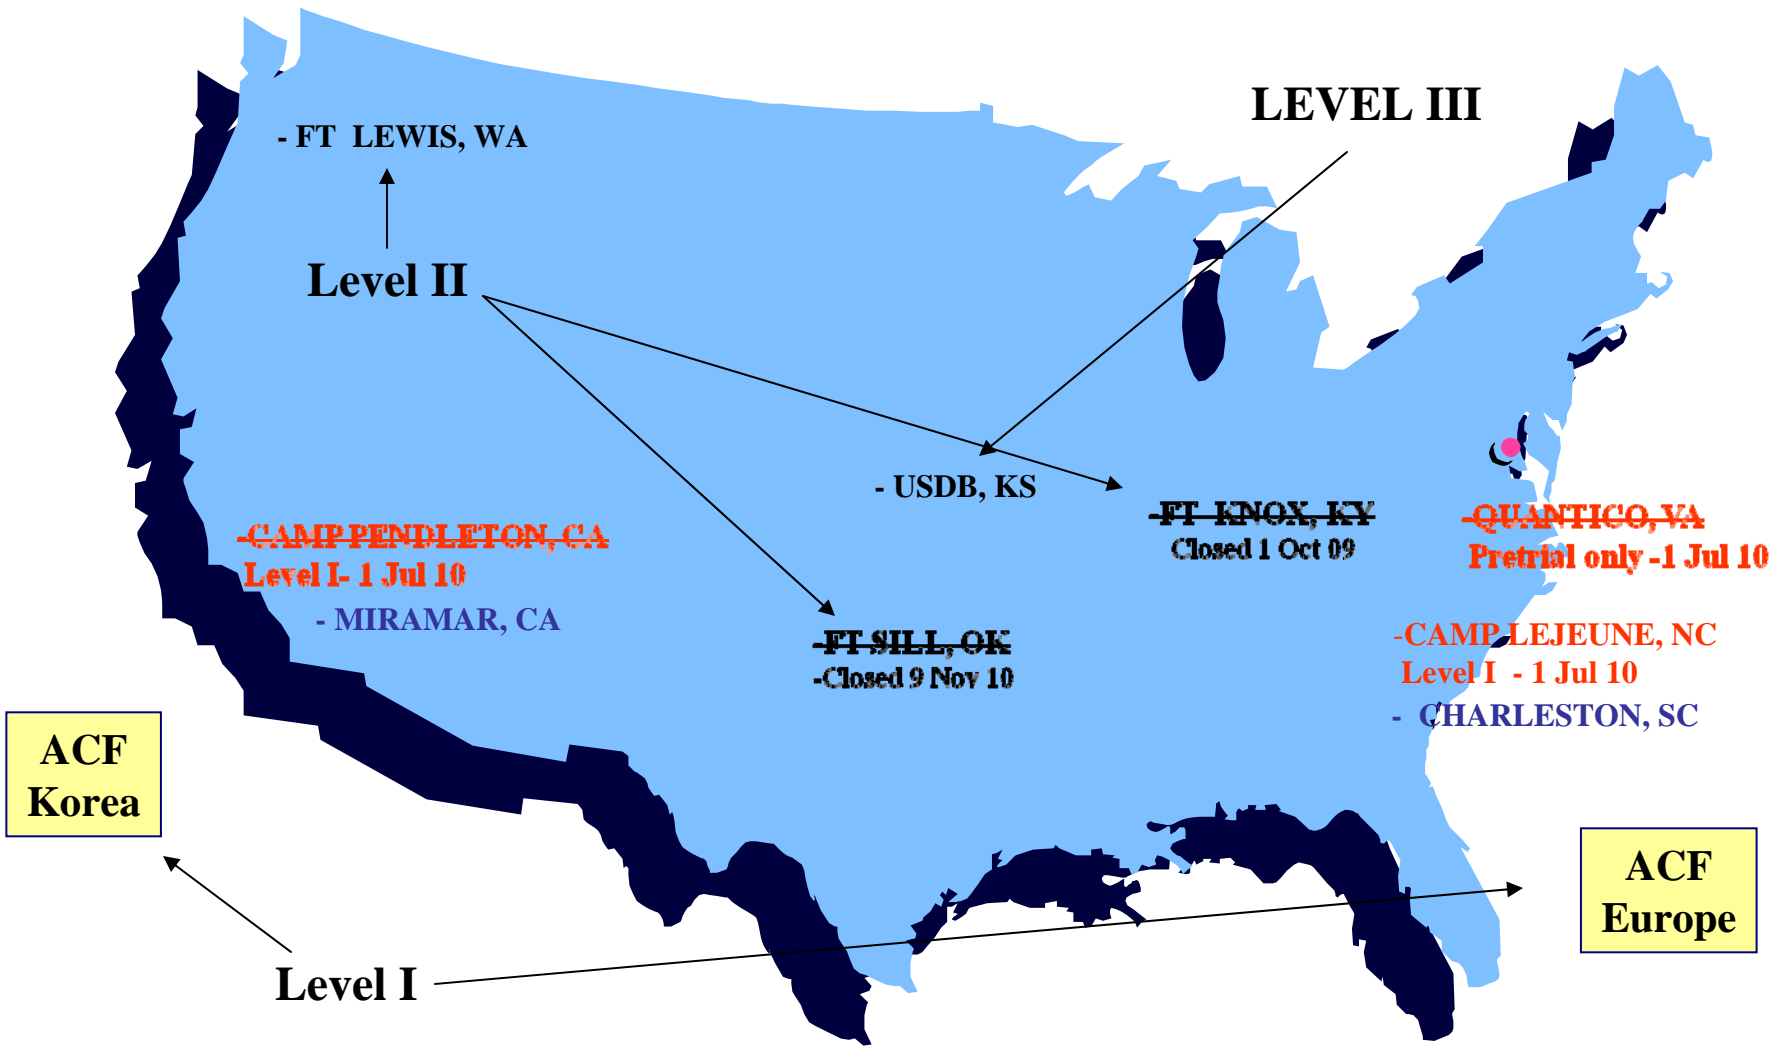 LEVEL III
- FT LEWIS, WA
Level II
- USDB, KS
-FT KNOX, KY
Closed 1 Oct 09
-QUANTICO, VA
Pretrial only -1 Jul 10
-CAMP PENDLETON, CA
Level I- 1 Jul 10
- MIRAMAR, CA
-FT SILL, OK
-Closed 9 Nov 10
-CAMP LEJEUNE, NC
Level I - 1 Jul 10
- CHARLESTON, SC
ACF
Korea
ACF
Europe
Level I